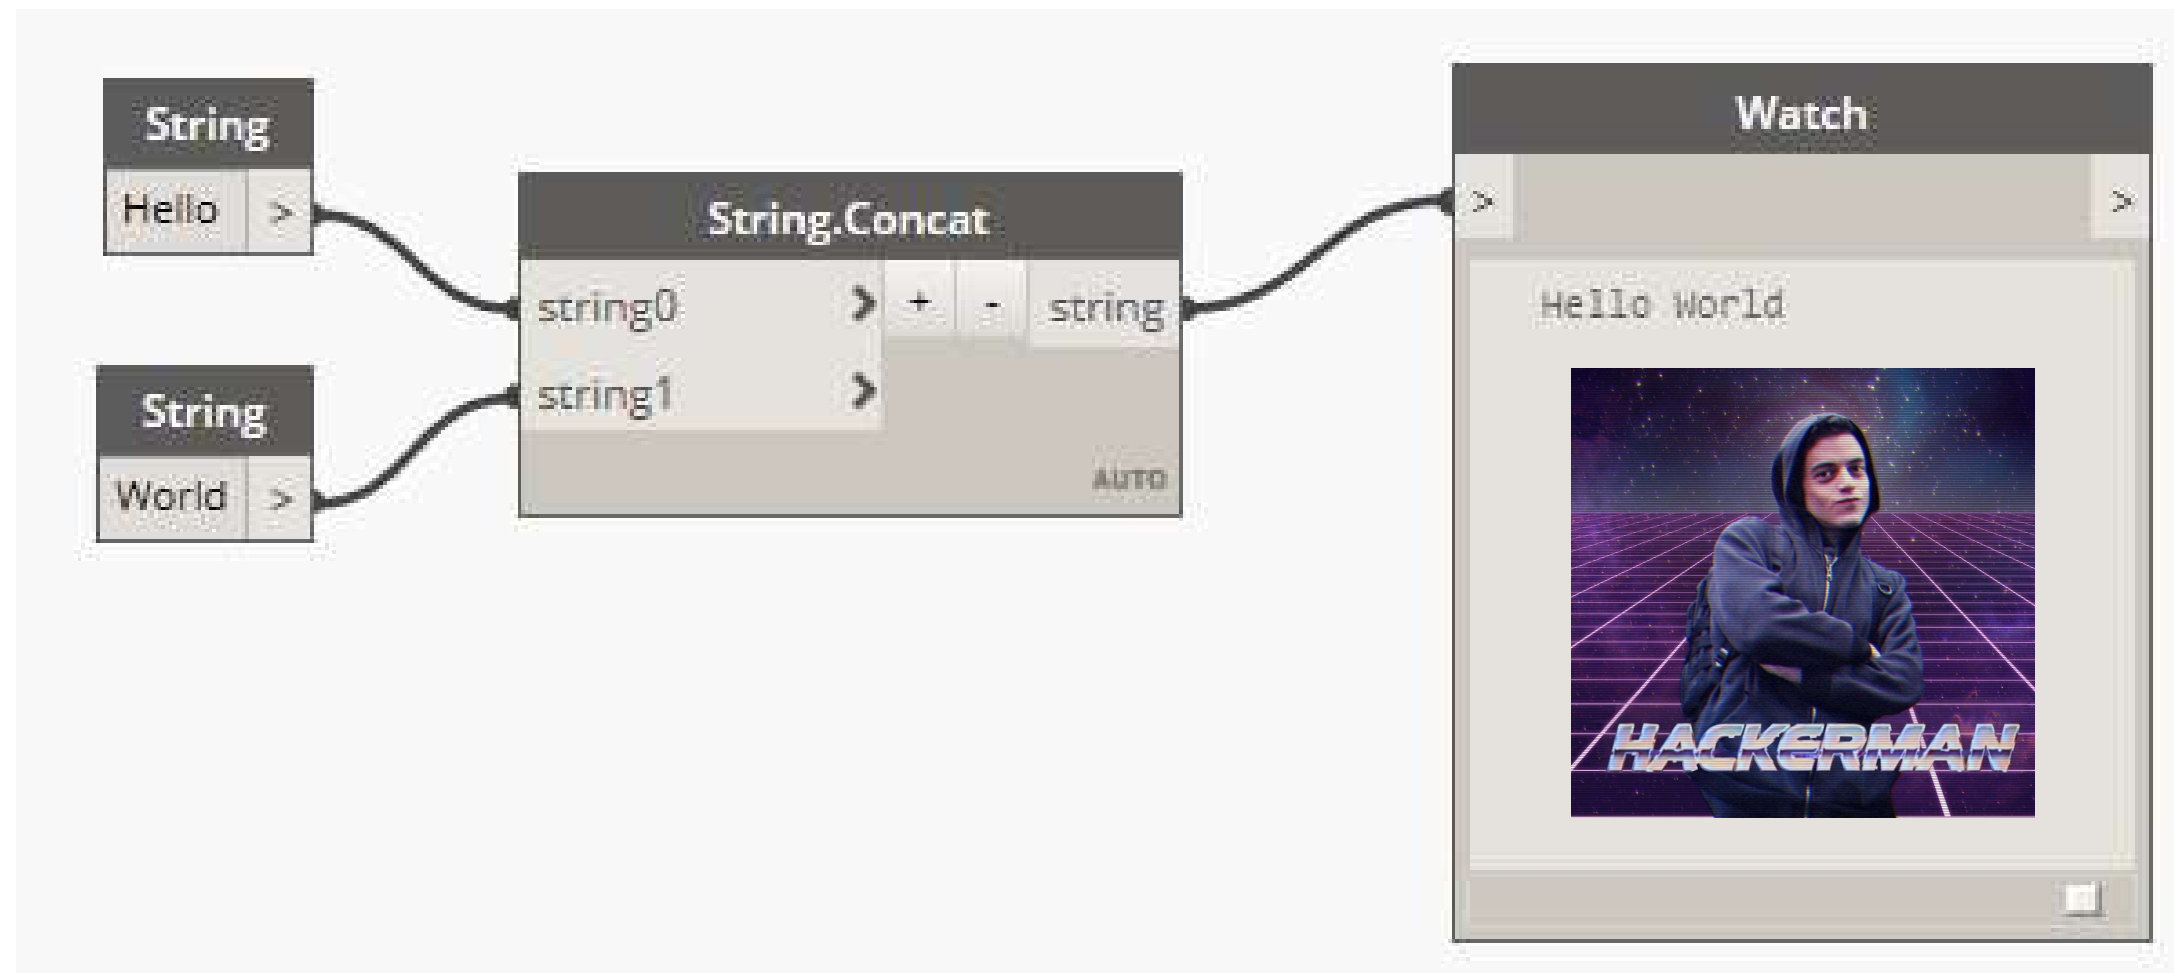 String
Hello >
String
World >
String.Concat
string0 > + - string
string1 >
AUTO
Watch
> >
Hello World
HACKERMAN